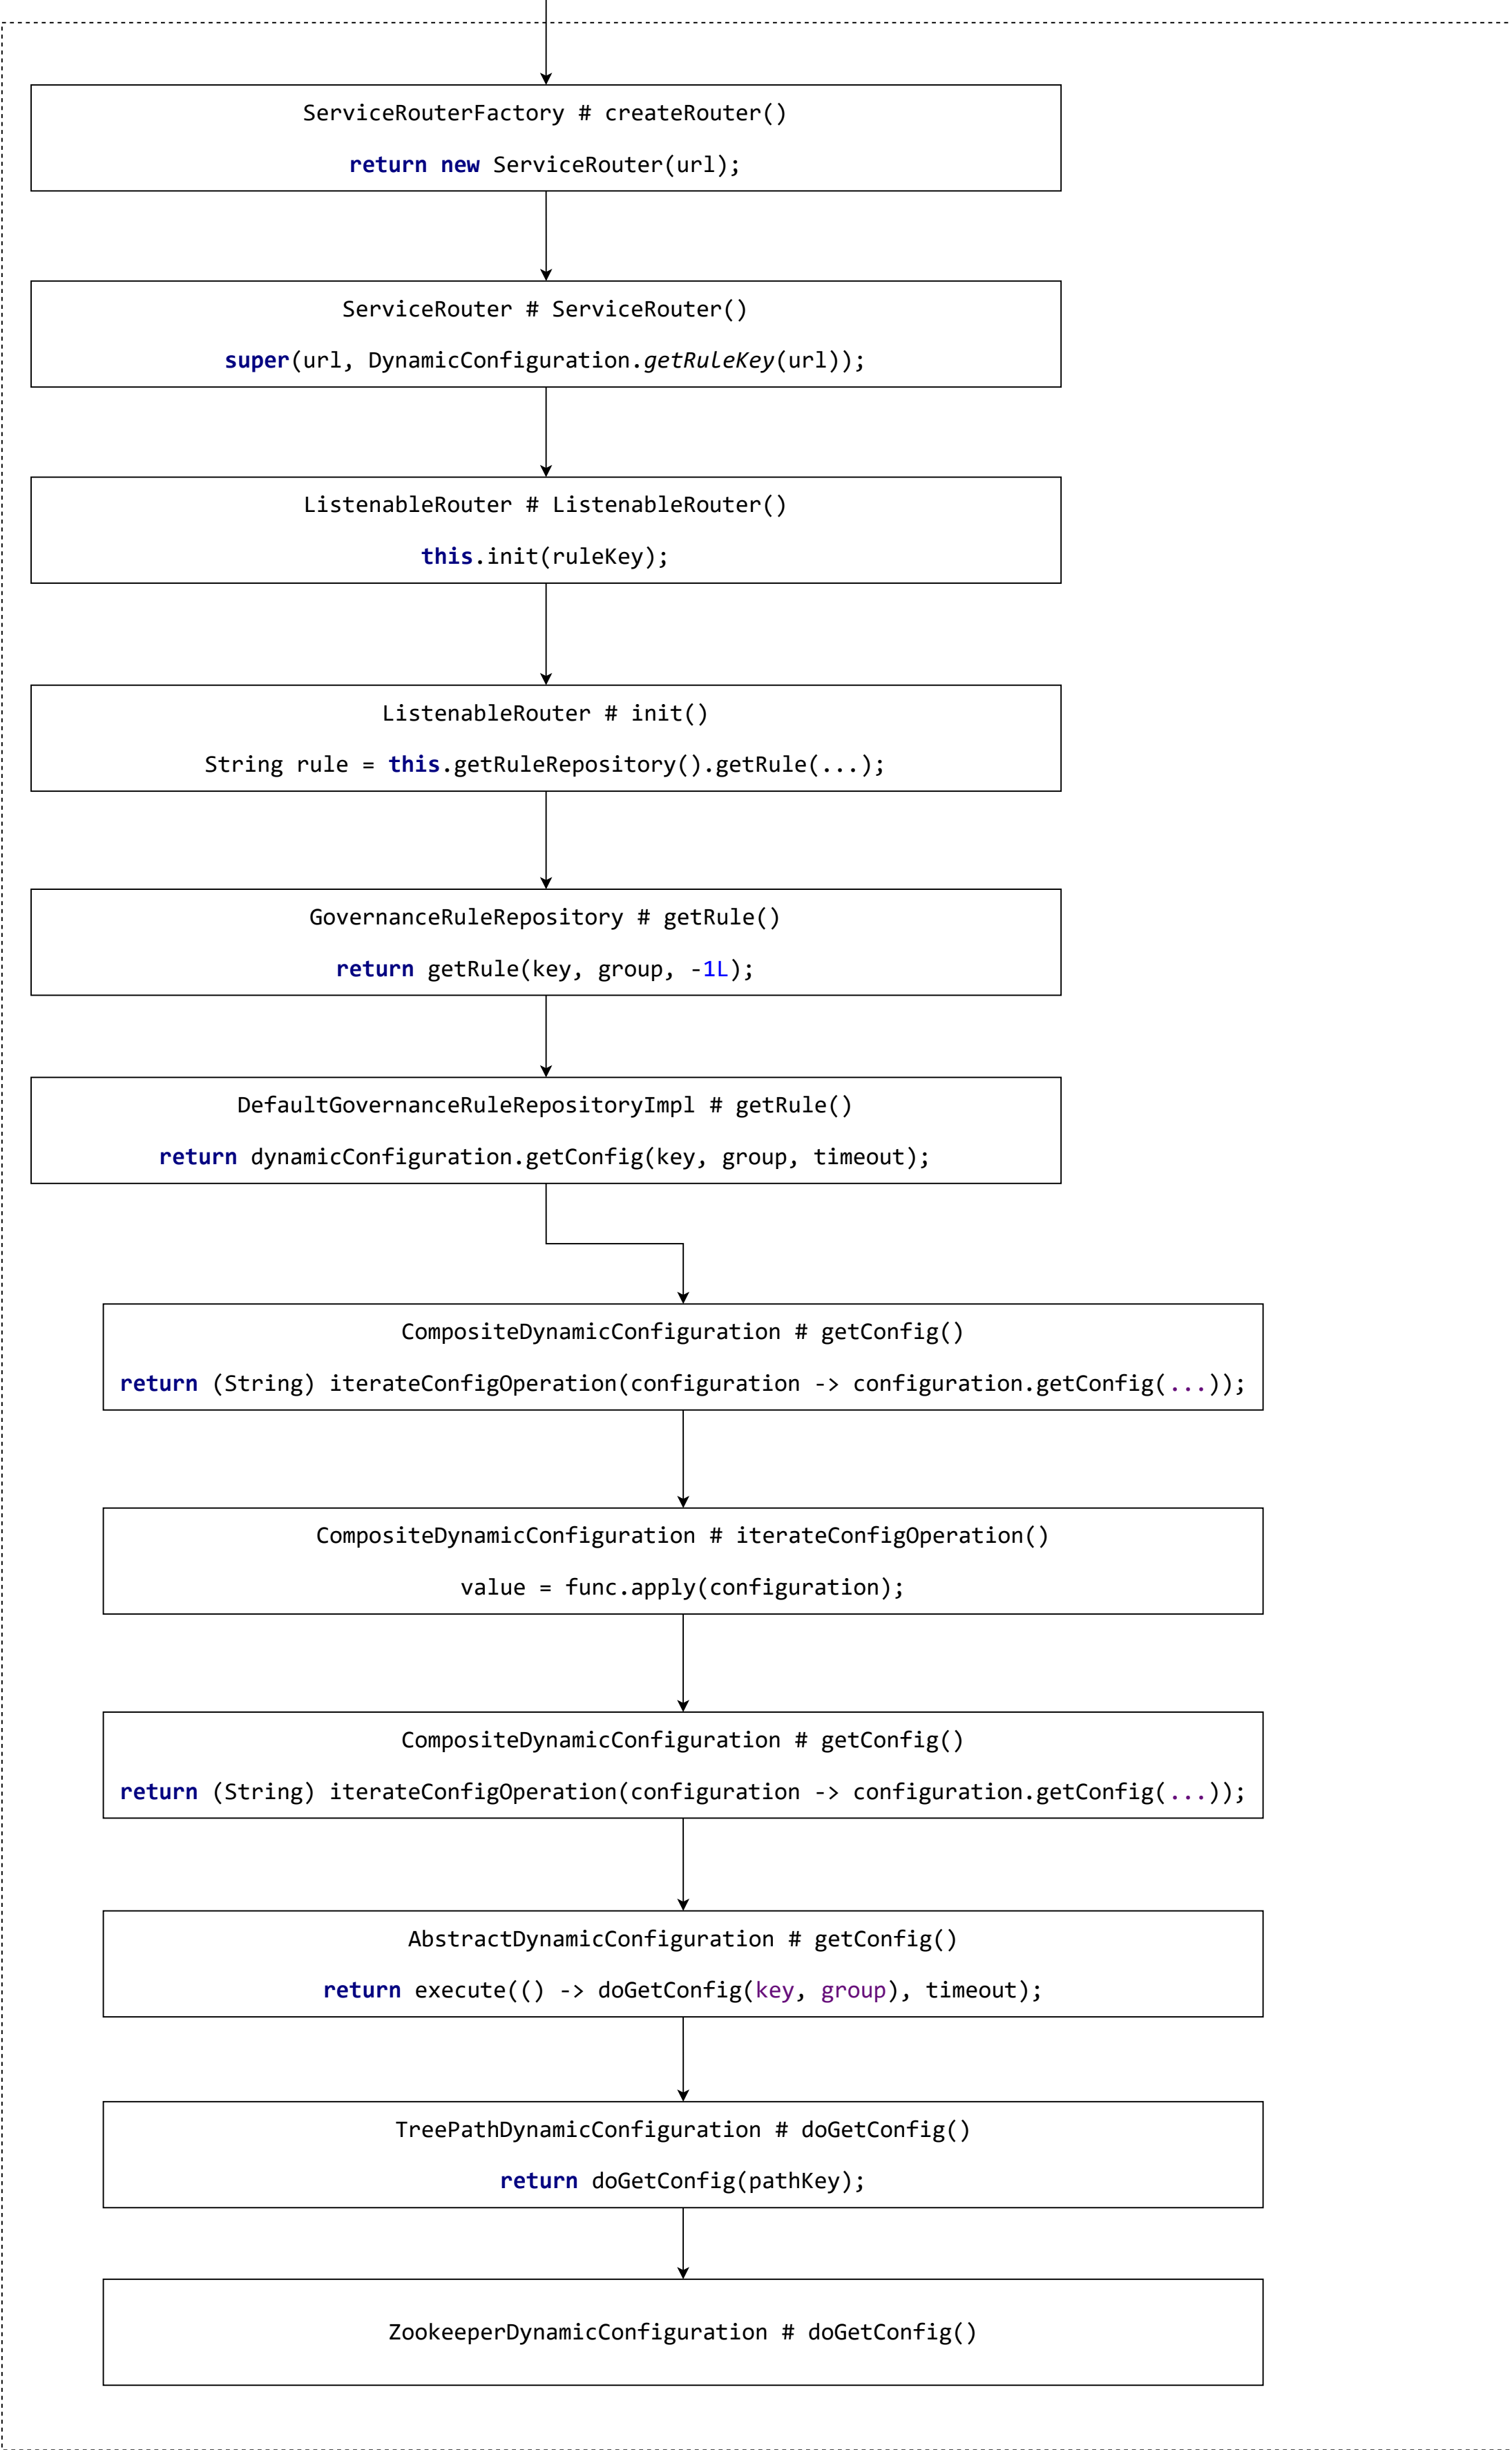 ServiceRouterFactory # createRouter()
return new ServiceRouter(url);
ServiceRouter # ServiceRouter()
super(url, DynamicConfiguration.getRuleKey(url));
ListenableRouter # ListenableRouter()
this.init(ruleKey);
ListenableRouter # init()
String rule = this.getRuleRepository().getRule(...);
GovernanceRuleRepository # getRule()
return getRule(key, group, -1L);
DefaultGovernanceRuleRepositoryImpl # getRule()
return dynamicConfiguration.getConfig(key, group, timeout);
CompositeDynamicConfiguration # getConfig()
return (String) iterateConfigOperation(configuration -> configuration.getConfig(...));
CompositeDynamicConfiguration # iterateConfigOperation()
value = func.apply(configuration);
CompositeDynamicConfiguration # getConfig()
return (String) iterateConfigOperation(configuration -> configuration.getConfig(...));
AbstractDynamicConfiguration # getConfig()
return execute(() -> doGetConfig(key, group), timeout);
TreePathDynamicConfiguration # doGetConfig()
return doGetConfig(pathKey);
ZookeeperDynamicConfiguration # doGetConfig()